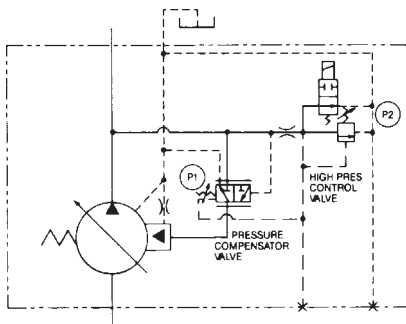 P2
P1
HIGH PRES
CONTROL
VALVE
PRESSURE
COMPENSATOR
VALVE